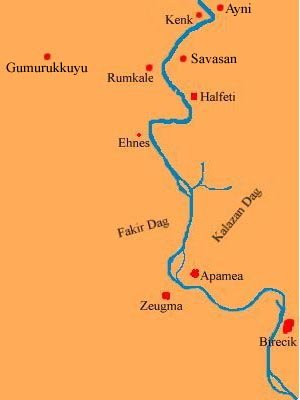 Ayni
Kenk
Savasan
Gumurukkuyu
Rumkale
Halfeti
Ehnes
Kalazan Dag
Fakir Dag
Apamea
Zeugma
Birecik